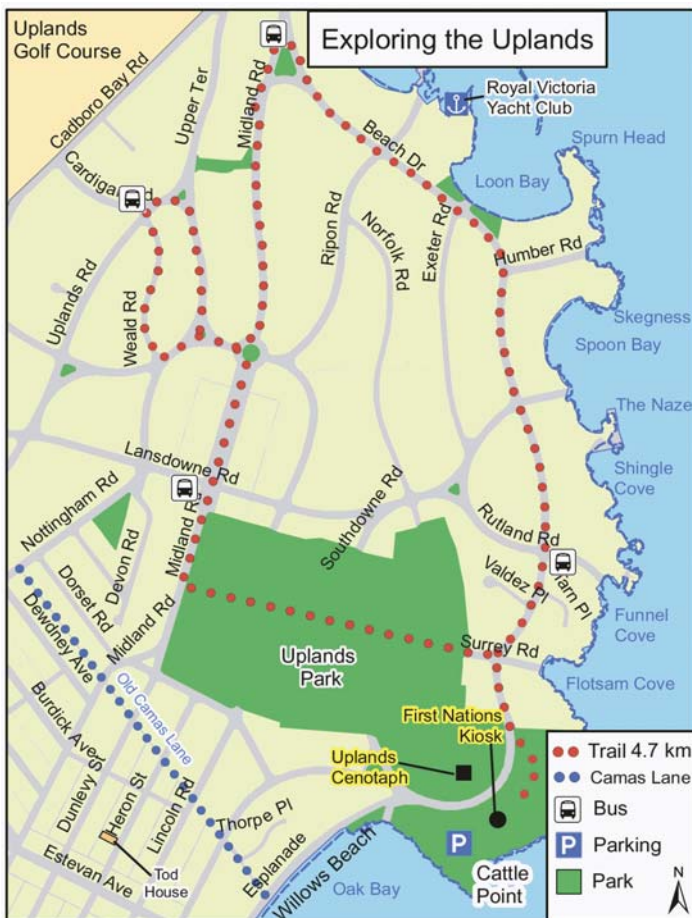 Uplands
Golf Course
Exploring the Uplands
Cadboro Bay Rd
Upper Ter
Midland Rd
Royal Victoria
Yacht Club
Beach Dr
Spurn Head
Loon Bay
Cardigan Rd
Ripon Rd
Norfolk Rd
Exeter Rd
Humber Rd
Uplands Rd
Weald Rd
Skegness
Spoon Bay
The Naze
Shingle
Cove
Lansdowne Rd
Nottingham Rd
Midland Rd
Southdowne Rd
Rutland Rd
Devon Rd
Dorset Rd
Dewdney Ave
Valdez Pl
Tarn Pl
Funnel
Cove
Midland Rd
Surrey Rd
Uplands
Park
Flotsam Cove
Old Camas Lane
Burdick Ave
First Nations
Kiosk
Uplands
Cenotaph
Dunlevy St
Heron St
Lincoln Rd
Thorpe Pl
Esplanade
Willows Beach
Tod
House
Estevan Ave
Oak Bay
P
Cattle
Point
Trail 4.7 km
Camas Lane
Bus
P Parking
Park
N